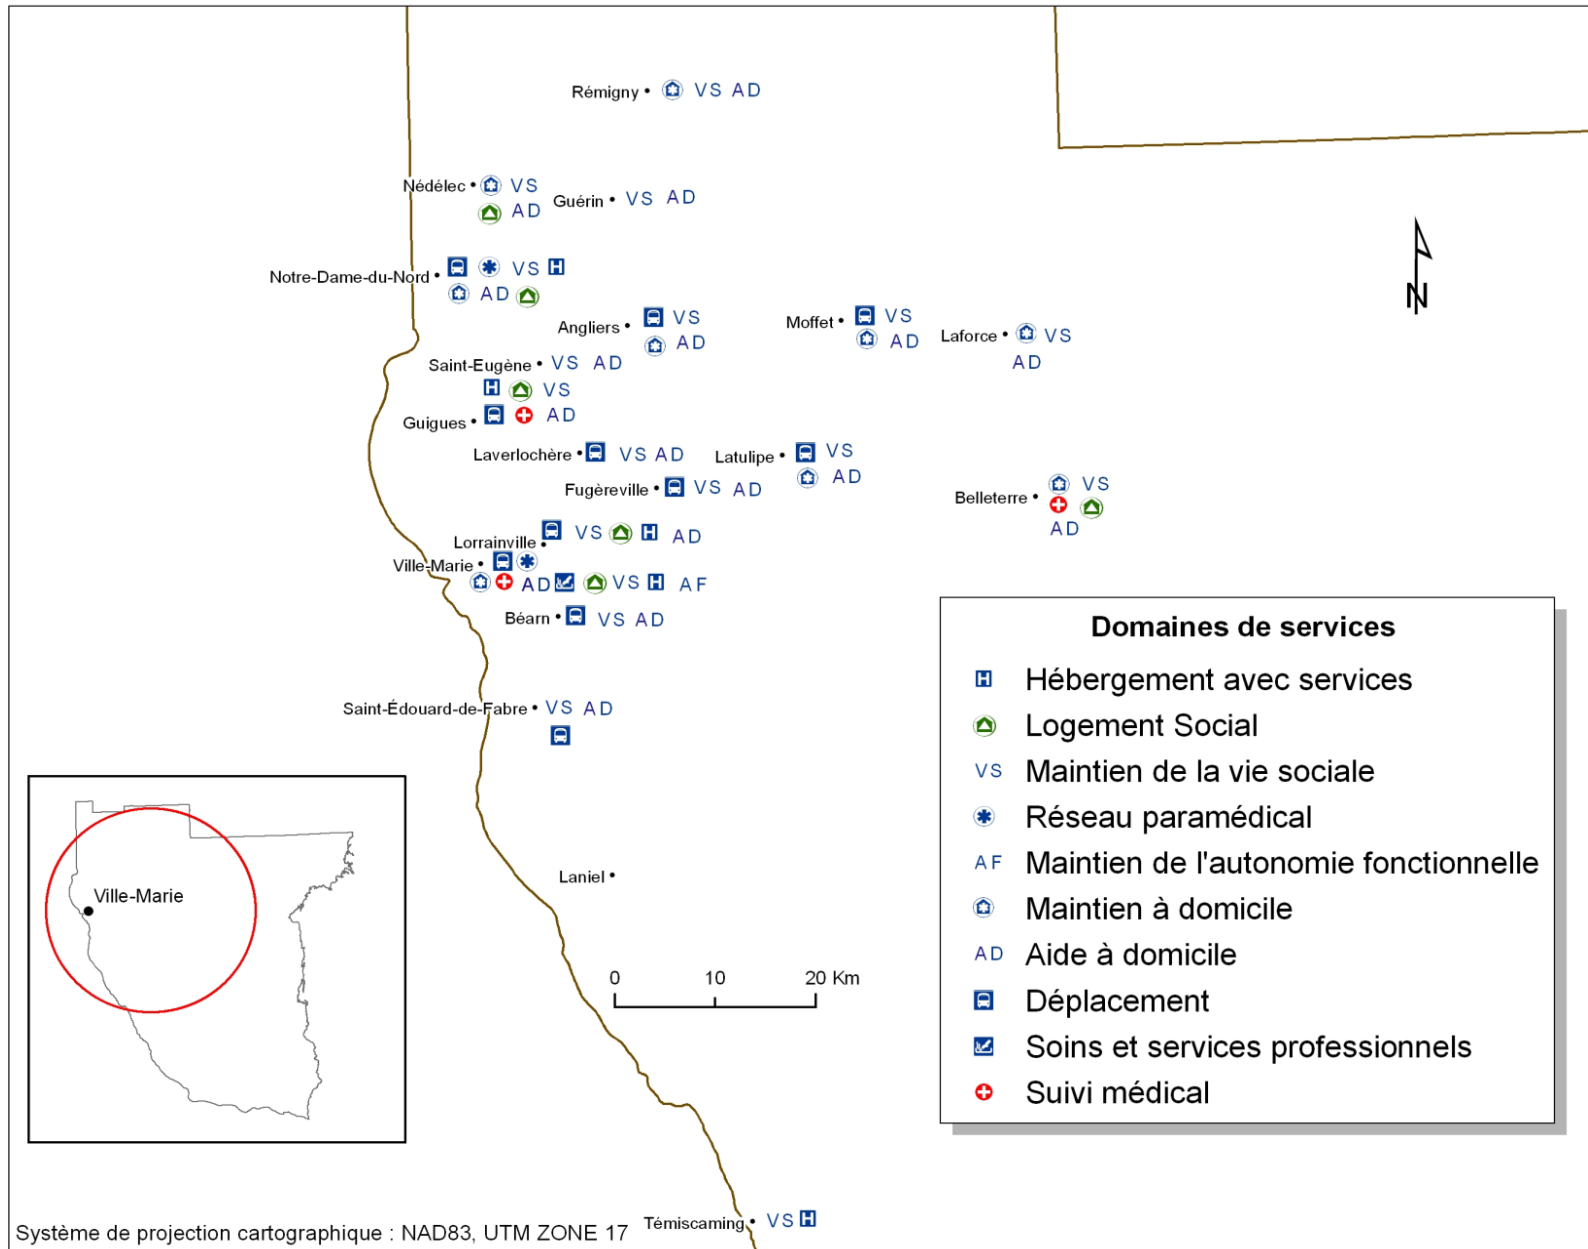 Rémigny VS AD
Nédélec VS
AD
Guérin VS AD
Notre-Dame-du-Nord VS H
AD
Angliers VS
AD
Moffet VS
AD
Laforce VS
AD
Saint-Eugène VS AD
H VS
Guigues AD
Laverlochère VS AD
Latulipe VS
AD
Fugèreville VS AD
Belleterre VS
AD
Lorrainville VS H AD
Ville-Marie
AD VS H AF
Béarn VS AD
Saint-Édouard-de-Fabre VS AD
Laniel
0 10 20 Km
Témiscaming VS H
N
Ville-Marie
Système de projection cartographique : NAD83, UTM ZONE 17
Domaines de services
H Hébergement avec services
Logement Social
VS Maintien de la vie sociale
Réseau paramédical
AF Maintien de l'autonomie fonctionnelle
Maintien à domicile
AD Aide à domicile
Déplacement
Soins et services professionnels
Suivi médical